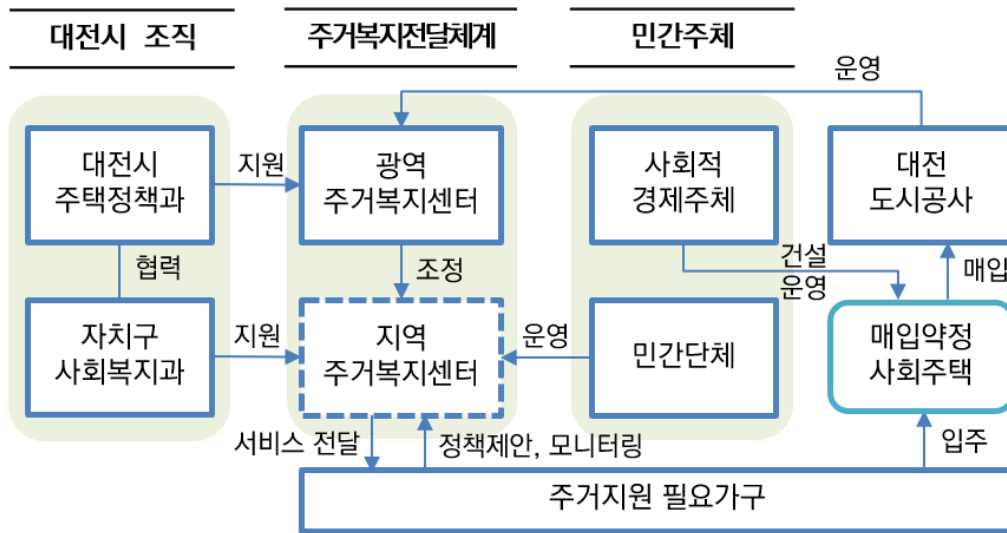 대전시 조직
주거복지전달체계
민간주체
운영
대전시
주택정책과
지원
광역
주거복지센터
사회적
경제주체
대전
도시공사
협력
조정
건설
운영
매입
자치구
사회복지과
지원
지역
주거복지센터
운영
민간단체
매입약정
사회주택
서비스 전달
정책제안, 모니터링
입주
주거지원 필요가구